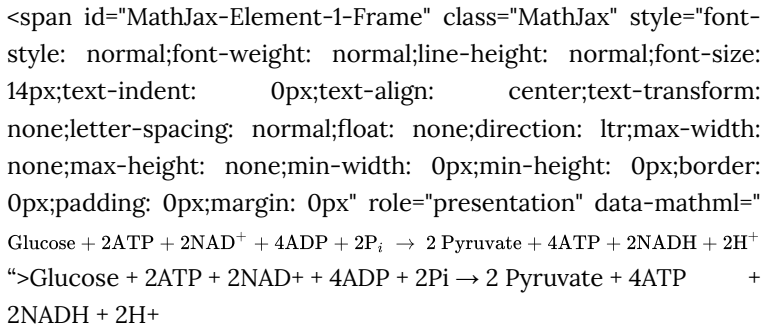 <span id="MathJax-Element-1-Frame" class="MathJax" style="font-
style: normal;font-weight: normal;line-height: normal;font-size:
14px;text-indent: 0px;text-align: center;text-transform:
none;letter-spacing: normal;float: none;direction: ltr;max-width:
none;max-height: none;min-width: 0px;min-height: 0px;border:
0px;padding: 0px;margin: 0px" role="presentation" data-mathml="
Glucose + 2ATP + 2NAD⁺ + 4ADP + 2Pᵢ → 2 Pyruvate + 4ATP + 2NADH + 2H⁺
“>Glucose + 2ATP + 2NAD+ + 4ADP + 2Pi → 2 Pyruvate + 4ATP +
2NADH + 2H+